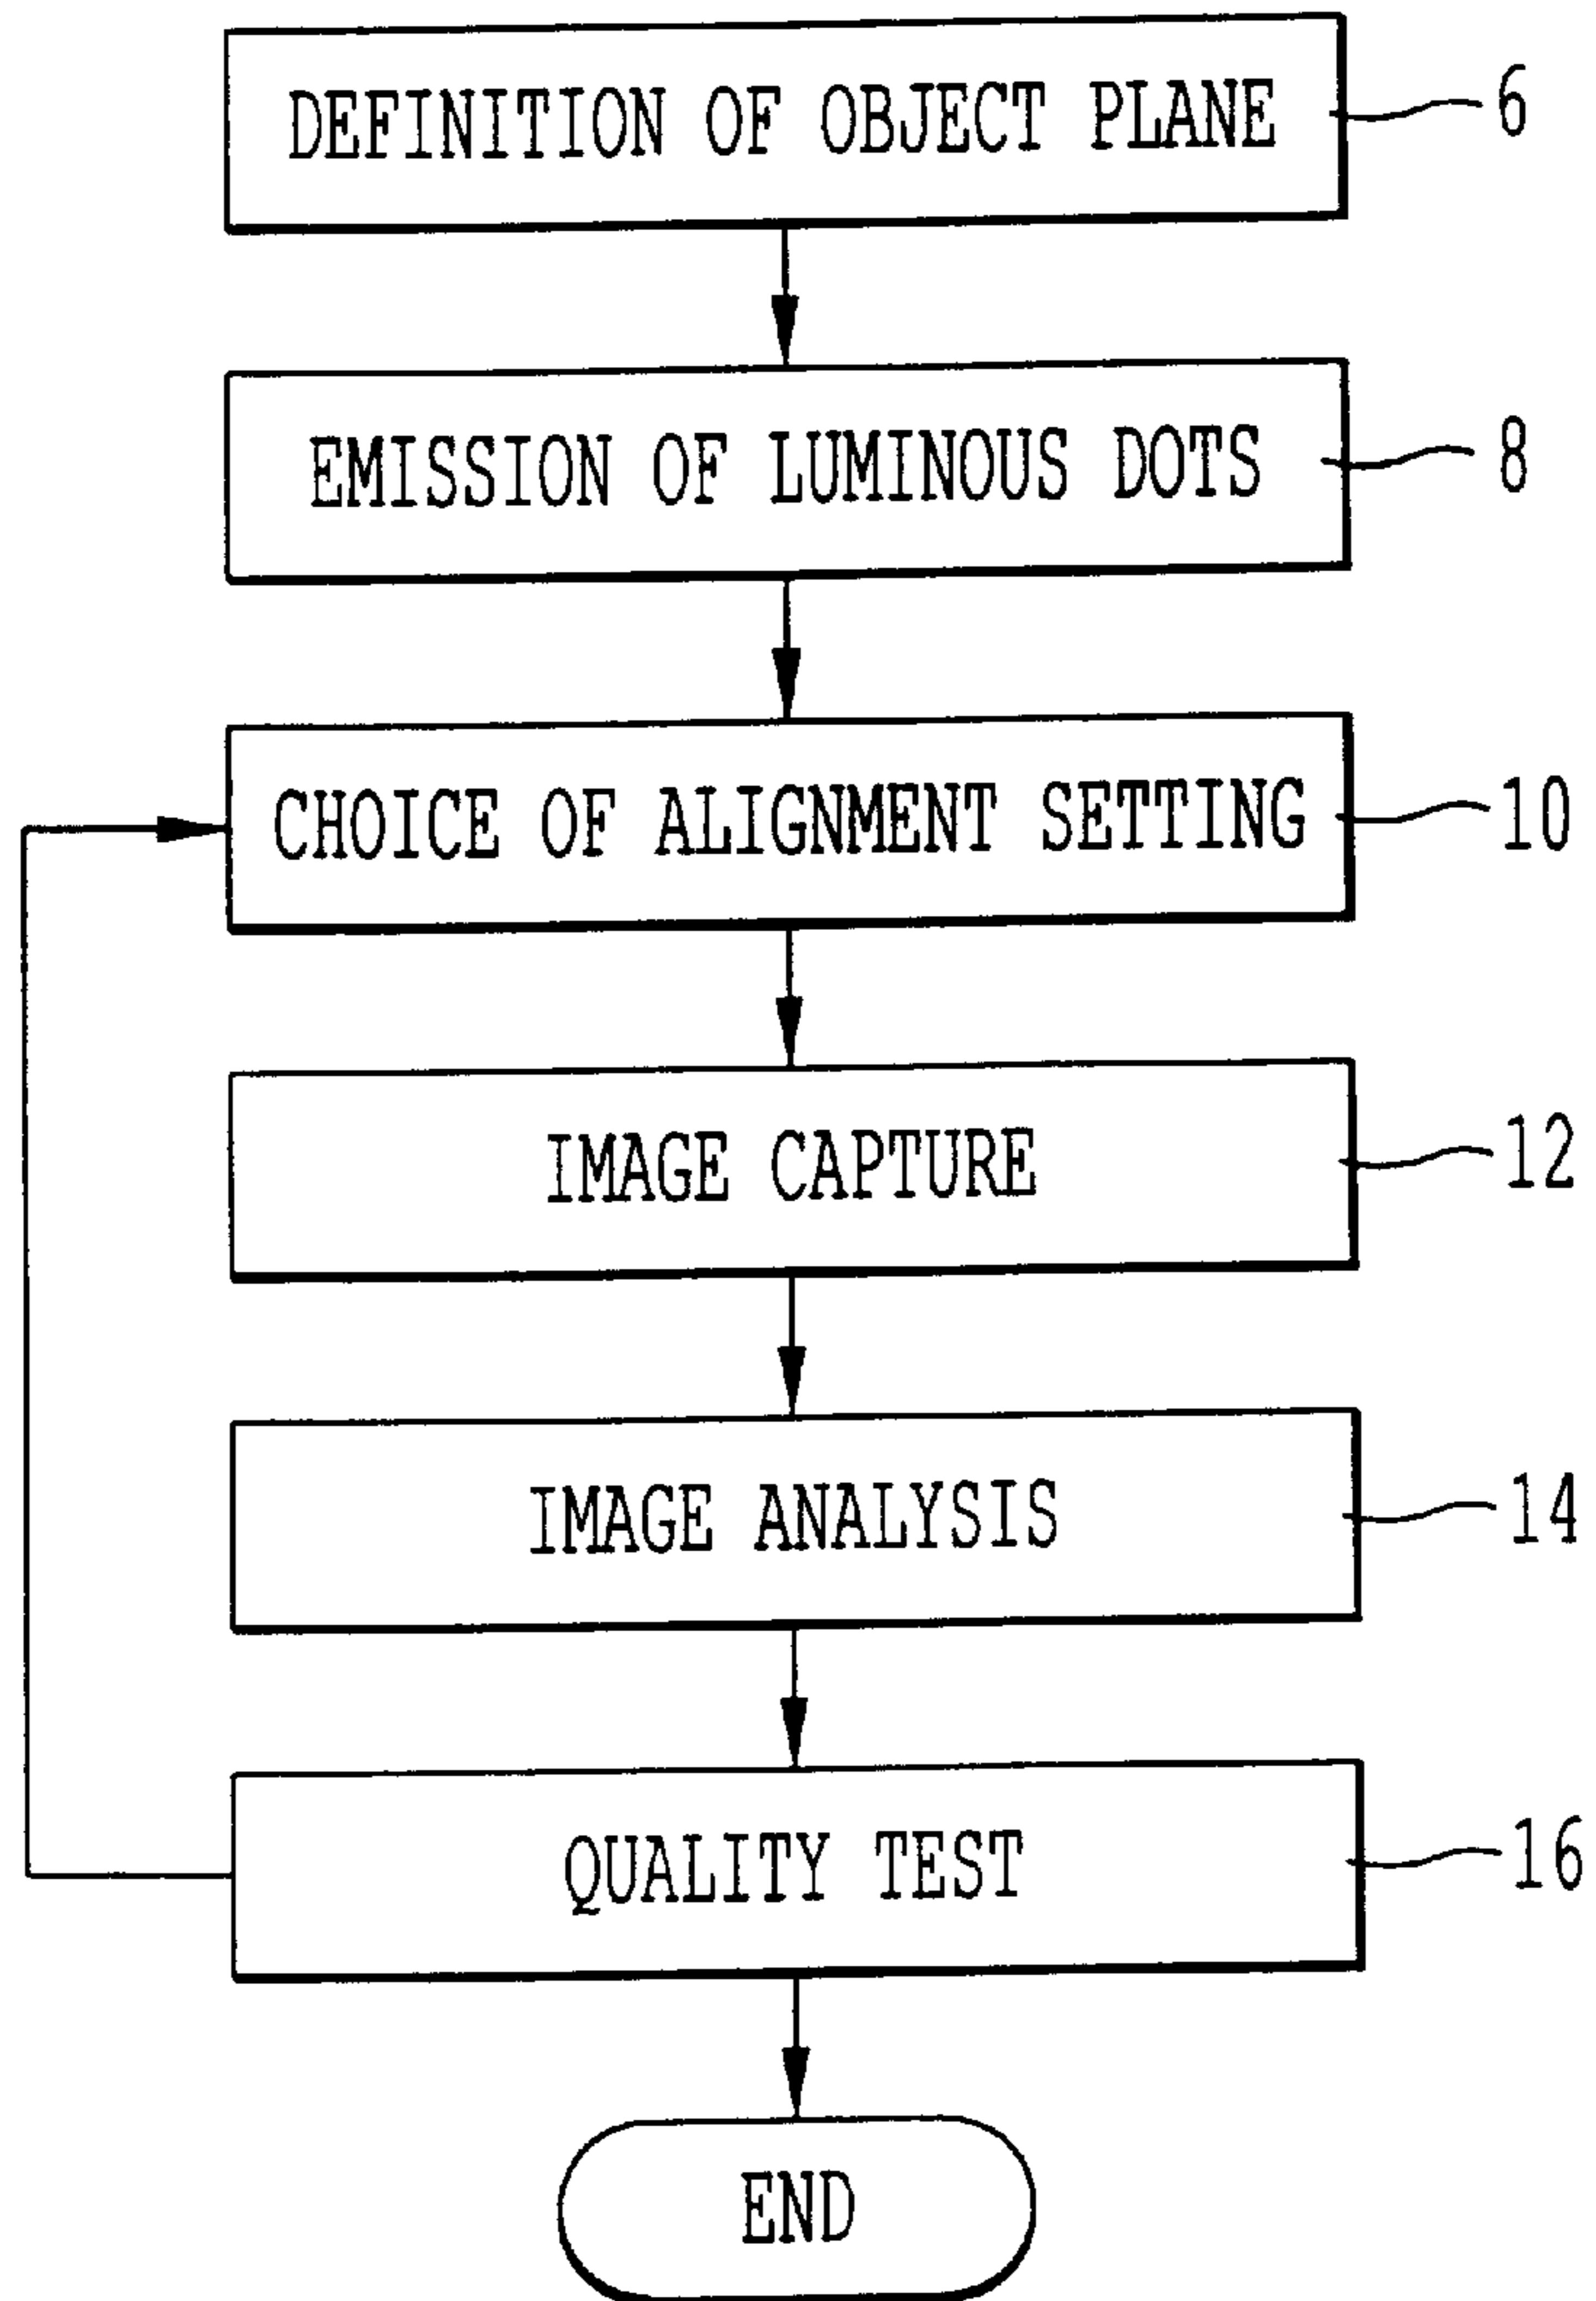 DEFINITION OF OBJECT PLANE 6
EMISSION OF LUMINOUS DOTS 8
CHOICE OF ALIGNMENT SETTING 10
IMAGE CAPTURE 12
IMAGE ANALYSIS 14
QUALITY TEST 16
END